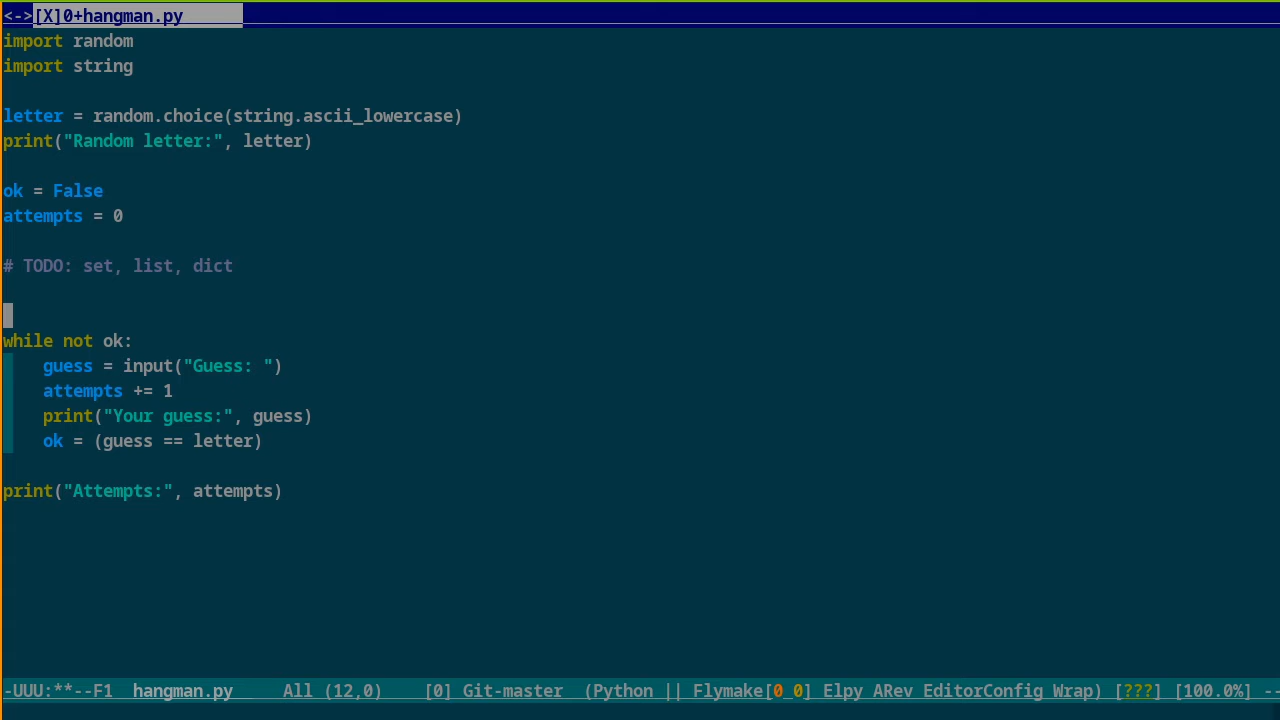 <->[X]0+hangman.py
import random
import string
letter = random.choice(string.ascii_lowercase)
print("Random letter:", letter)
ok = False
attempts = 0
# TODO: set, list, dict
while not ok:
    guess = input("Guess: ")
    attempts += 1
    print("Your guess:", guess)
    ok = (guess == letter)
print("Attempts:", attempts)
-UUU:**--F1  hangman.py     All (12,0)    [0] Git-master  (Python || Flymake[0 0] Elpy ARev EditorConfig Wrap) [???] [100.0%] --